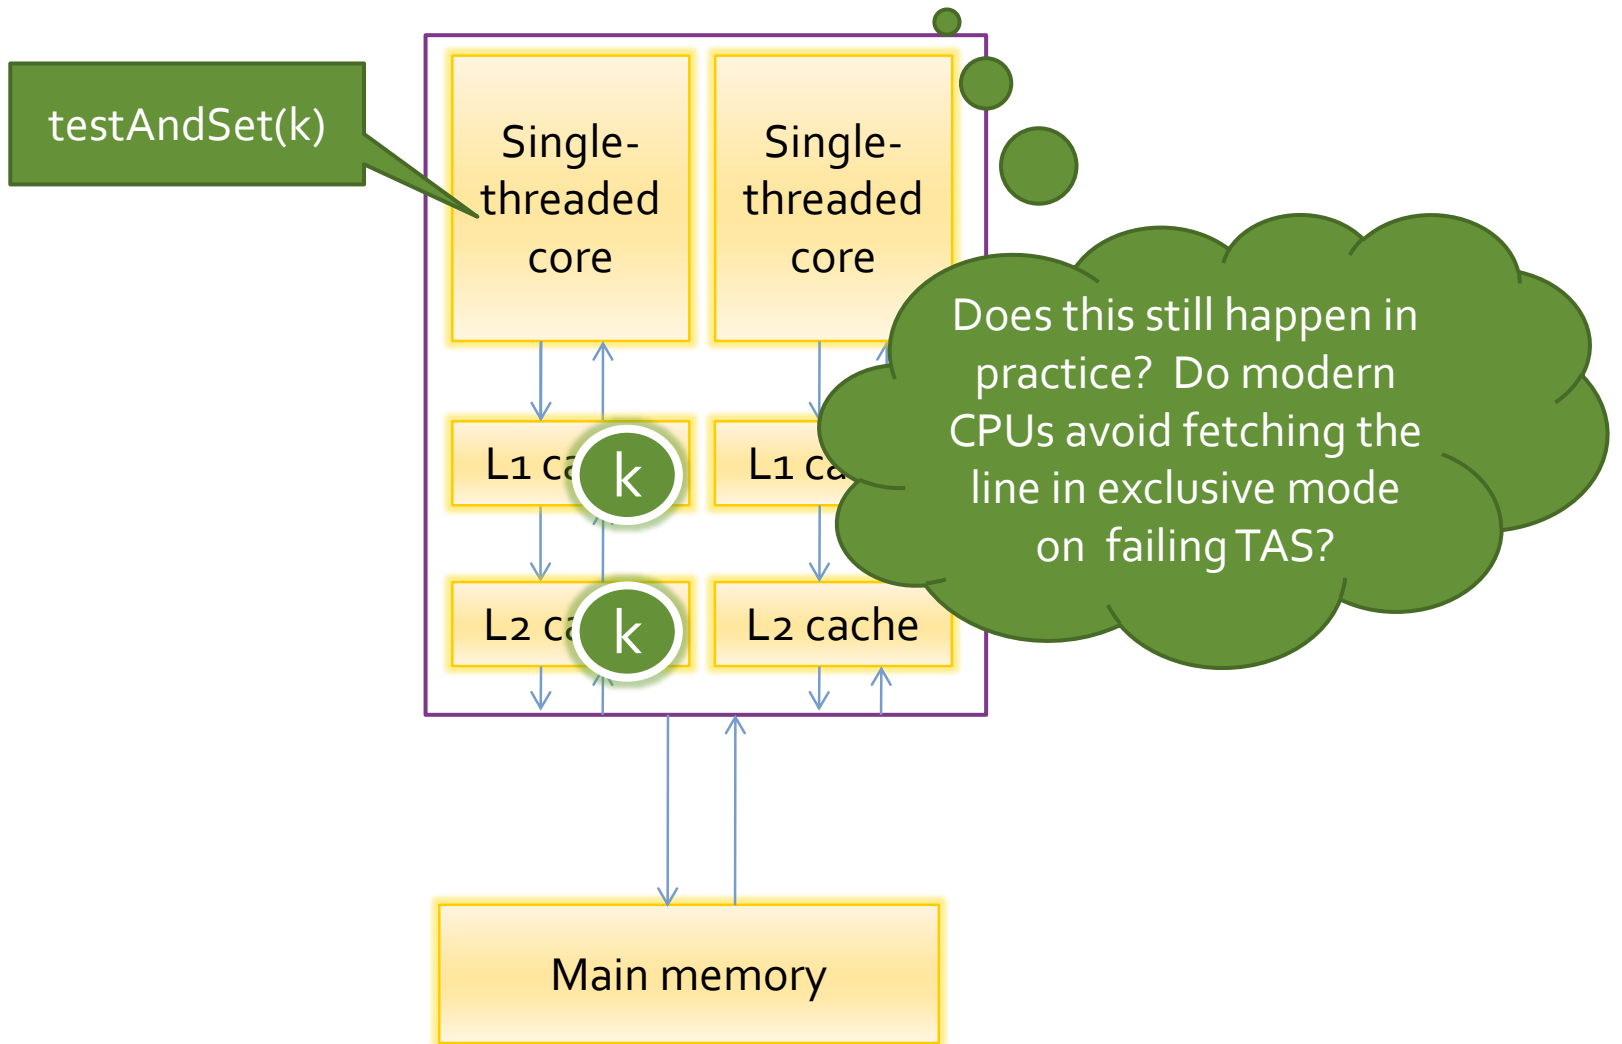 testAndSet(k)
Single-
threaded
core
Single-
threaded
core
Does this still happen in
practice? Do modern
CPUs avoid fetching the
line in exclusive mode
on failing TAS?
L1 ca
k
L1 ca
L2 ca
k
L2 cache
Main memory